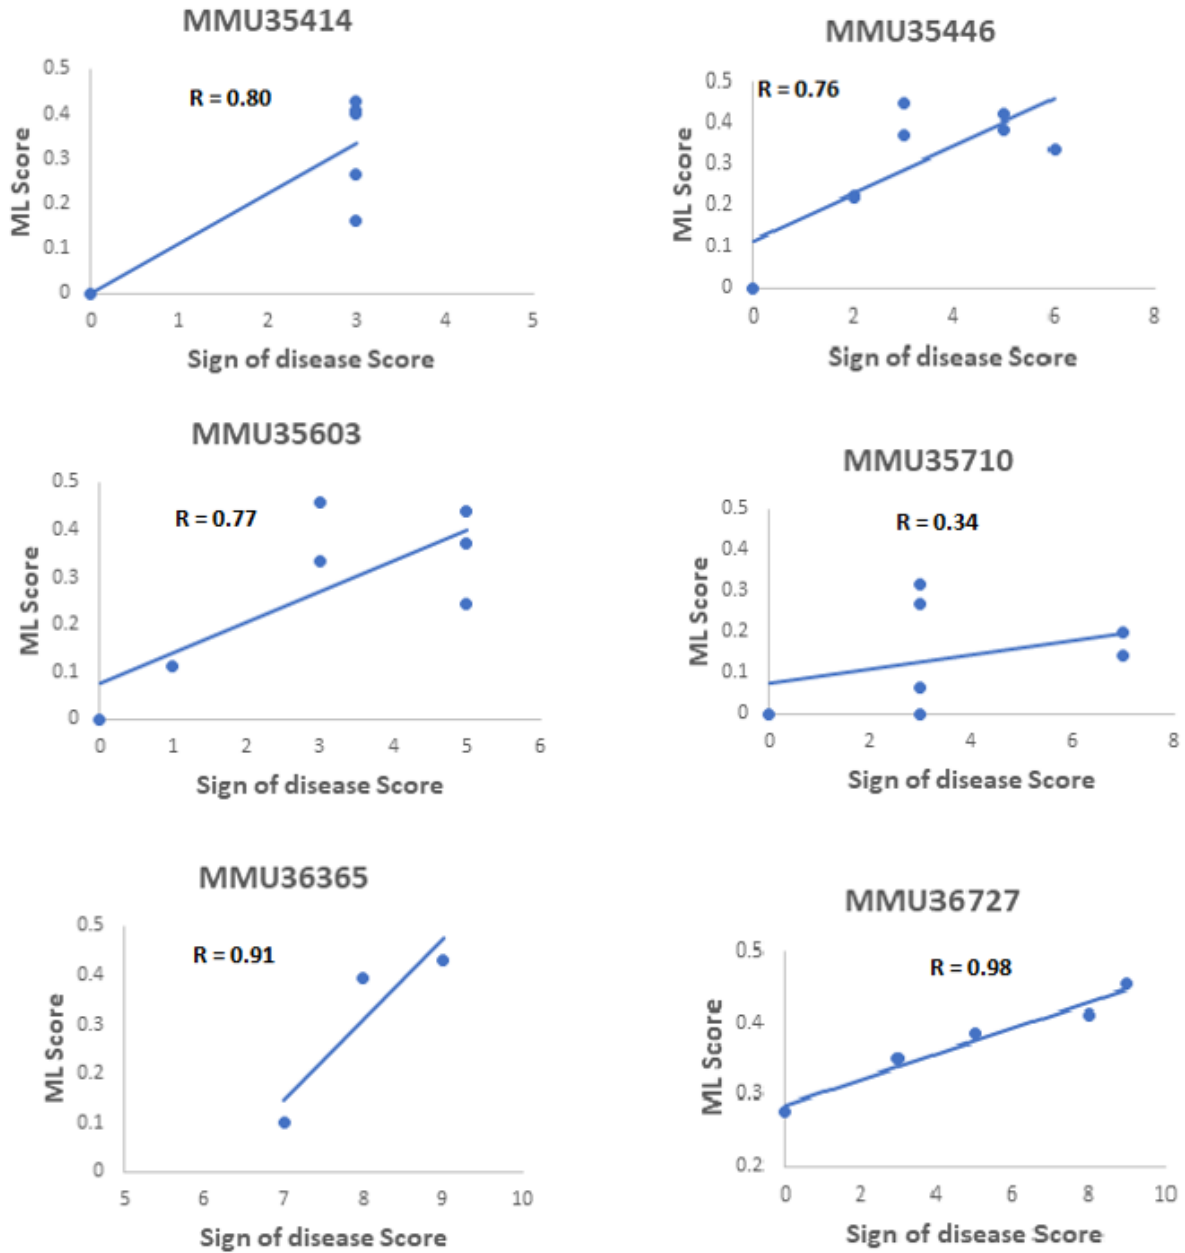 MMU35414
R = 0.80
0.5
0.4
0.3
0.2
0.1
0
ML Score
0 1 2 3 4 5
Sign of disease Score
MMU35446
R = 0.76
0.5
0.4
0.3
0.2
0.1
0
ML Score
0 2 4 6 8
Sign of disease Score
MMU35603
R = 0.77
0.5
0.4
0.3
0.2
0.1
0
ML Score
0 1 2 3 4 5 6
Sign of disease Score
MMU35710
R = 0.34
0.5
0.4
0.3
0.2
0.1
0
ML Score
0 2 4 6 8
Sign of disease Score
MMU36365
R = 0.91
0.5
0.4
0.3
0.2
0.1
0
ML Score
5 6 7 8 9 10
Sign of disease Score
MMU36727
R = 0.98
0.5
0.4
0.3
0.2
ML Score
0 2 4 6 8 10
Sign of disease Score